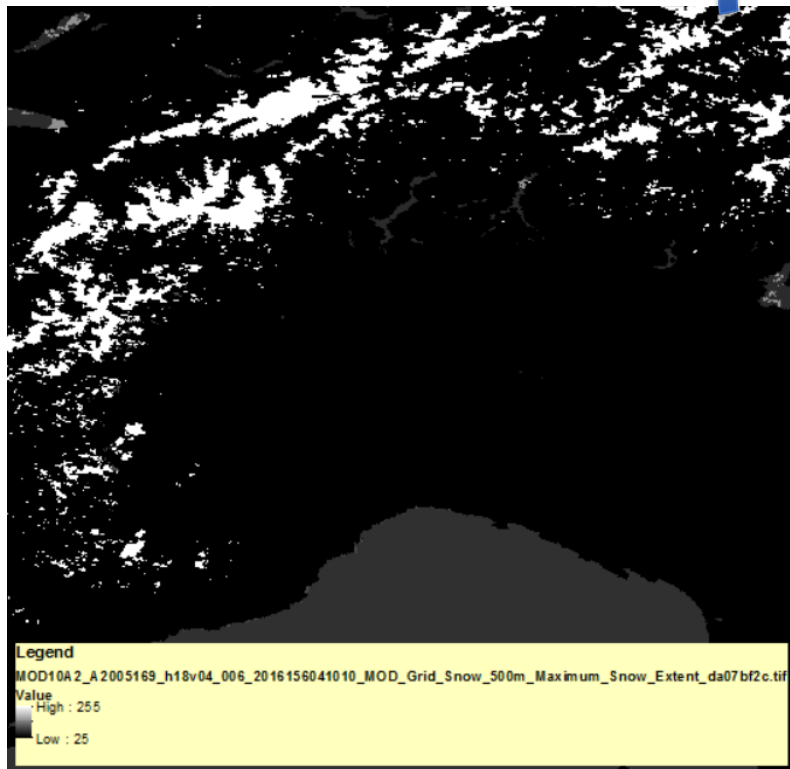 Legend
MOD10A2_A2005169_h18v04_006_2016156041010_MOD_Grid_Snow_500m_Maximum_Snow_Extent_da07bf2c.tif
Value
High : 255
Low : 25